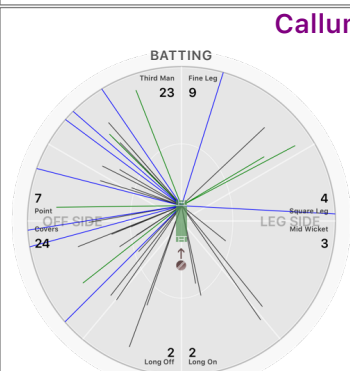 Callur
BATTING
Third Man Fine Leg
23 9
7 4
Point Square Leg
OFF SIDE LEG SIDE
Covers Mid Wicket
24 3
2 2
Long Off Long On